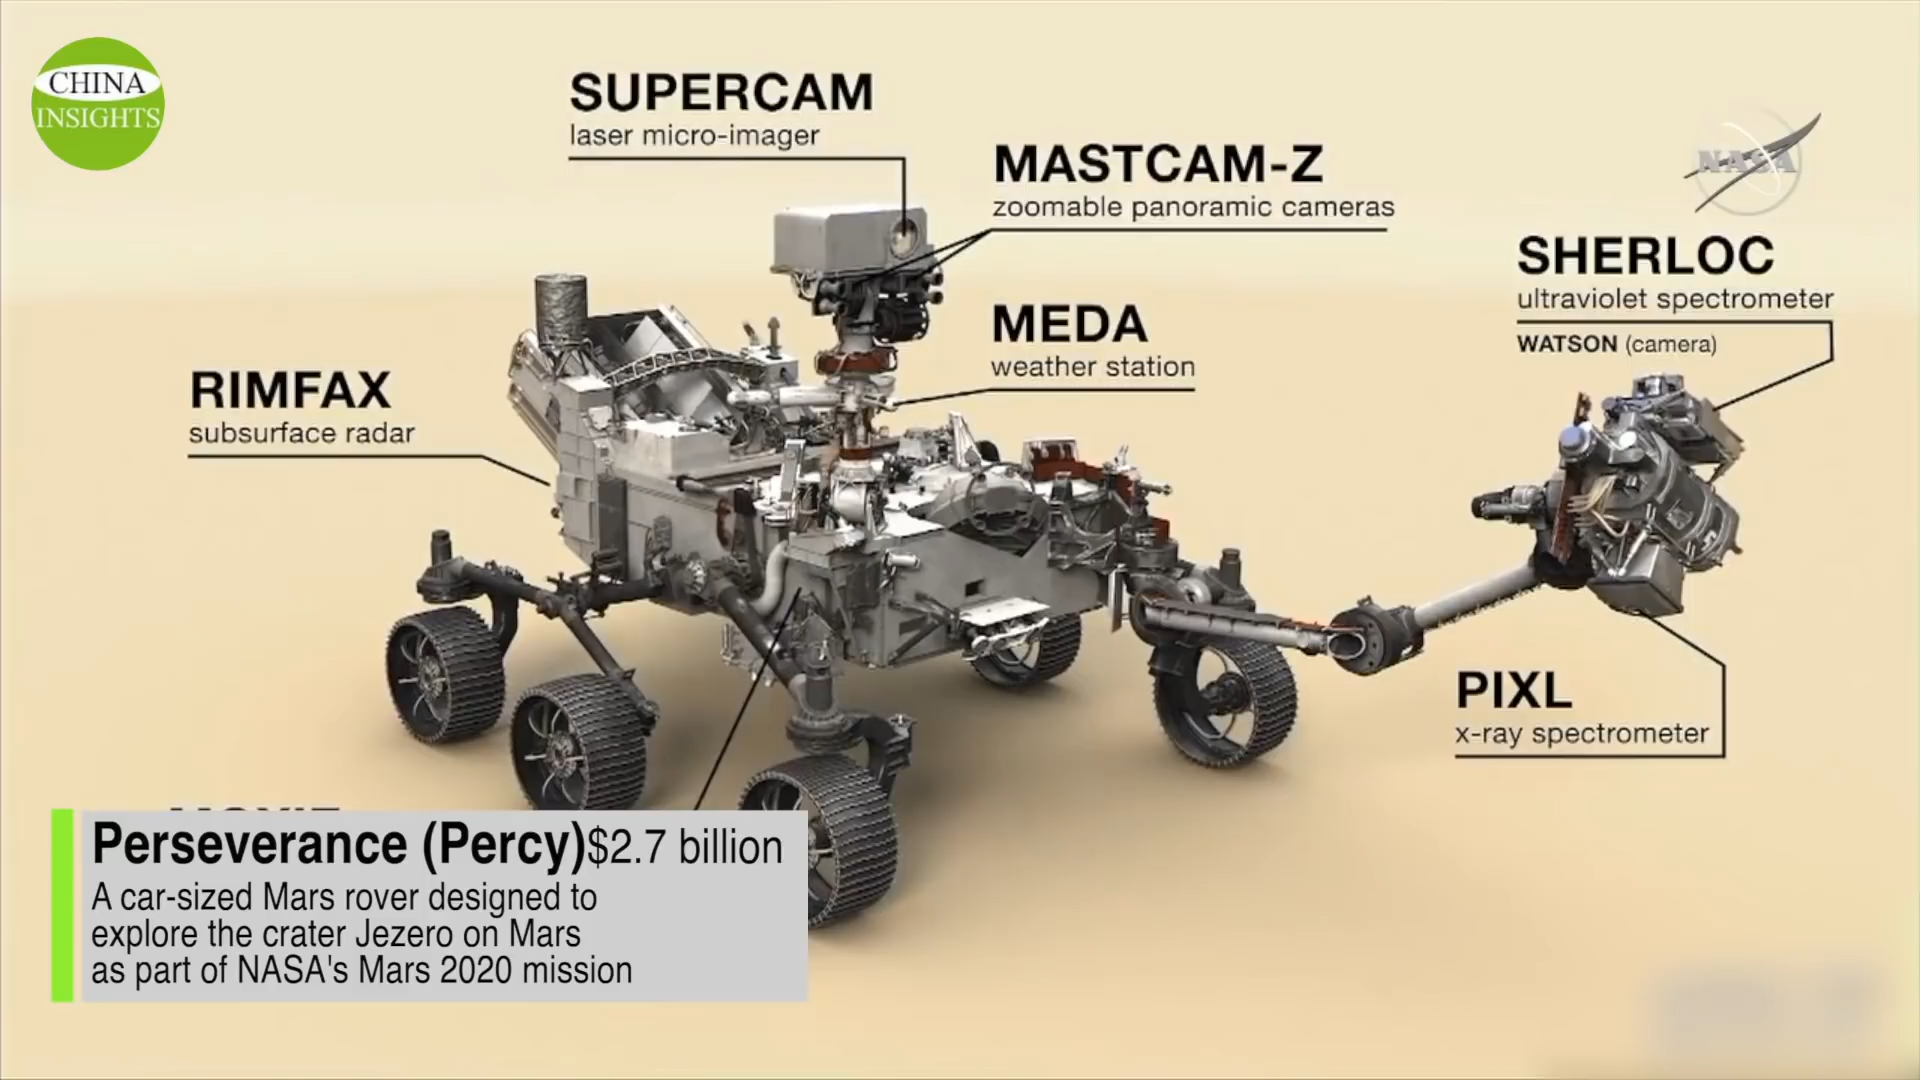 CHINA
INSIGHTS
SUPERCAM
laser micro-imager
MASTCAM-Z
zoomable panoramic cameras
NASA
SHERLOC
ultraviolet spectrometer
WATSON (camera)
MEDA
weather station
RIMFAX
subsurface radar
PIXL
x-ray spectrometer
Perseverance (Percy)$2.7 billion
A car-sized Mars rover designed to
explore the crater Jezero on Mars
as part of NASA's Mars 2020 mission